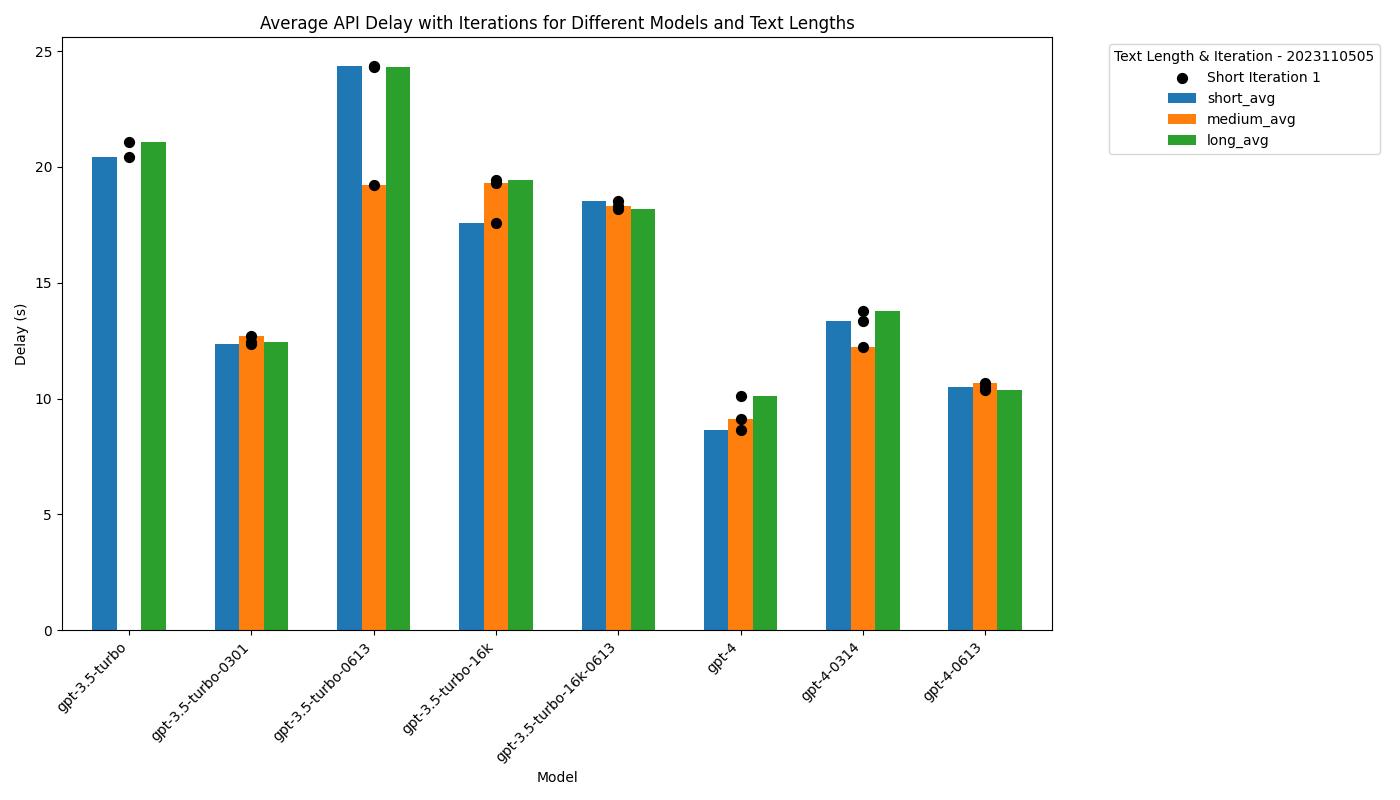 Average API Delay with Iterations for Different Models and Text Lengths
Text Length & Iteration - 2023110505
Short Iteration 1
short_avg
medium_avg
long_avg
Delay (s)
25
20
15
10
5
0
gpt-3.5-turbo
gpt-3.5-turbo-0301
gpt-3.5-turbo-0613
gpt-3.5-turbo-16k
gpt-3.5-turbo-16k-0613
gpt-4
gpt-4-0314
gpt-4-0613
Model